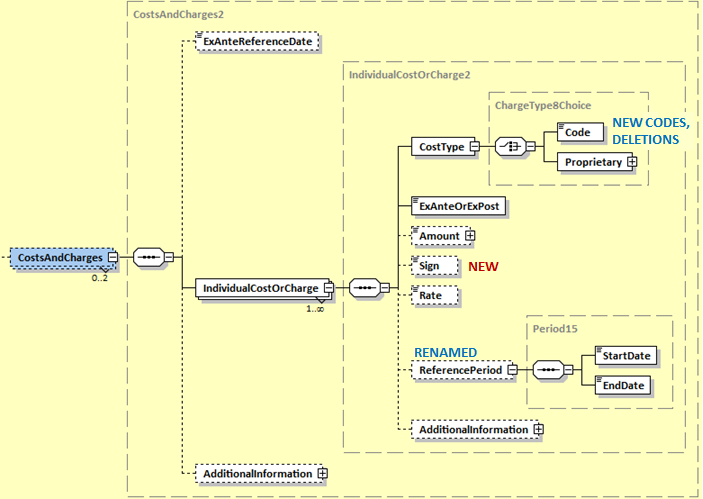 CostsAndCharges2
ExAnteReferenceDate
IndividualCostOrCharge2
ChargeType8Choice
Code
NEW CODES,
DELETIONS
CostType
Proprietary
ExAnteOrExPost
Amount
CostsAndCharges
0..2
Sign
NEW
IndividualCostOrCharge
1..∞
Rate
Period15
RENAMED
StartDate
ReferencePeriod
EndDate
AdditionalInformation
AdditionalInformation